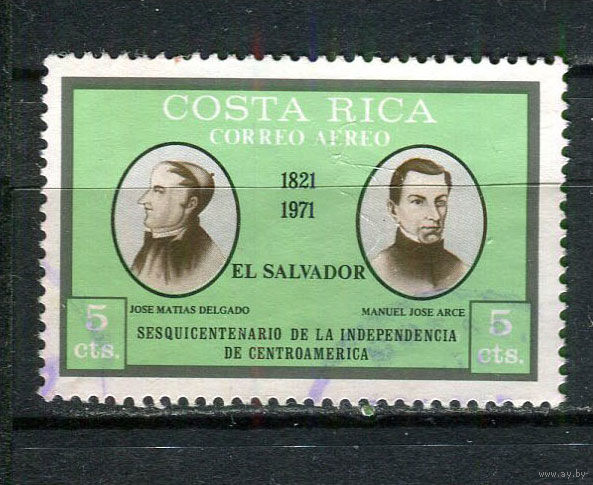 COSTA RICA
CORREO AEREO
1821
1971
EL SALVADOR
JOSE MATIAS DELGADO
MANUEL JOSE ARCE
5
cts.
SESQUICENTENARIO DE LA INDEPENDENCIA
DE CENTROAMERICA
5
cts.
ay.by